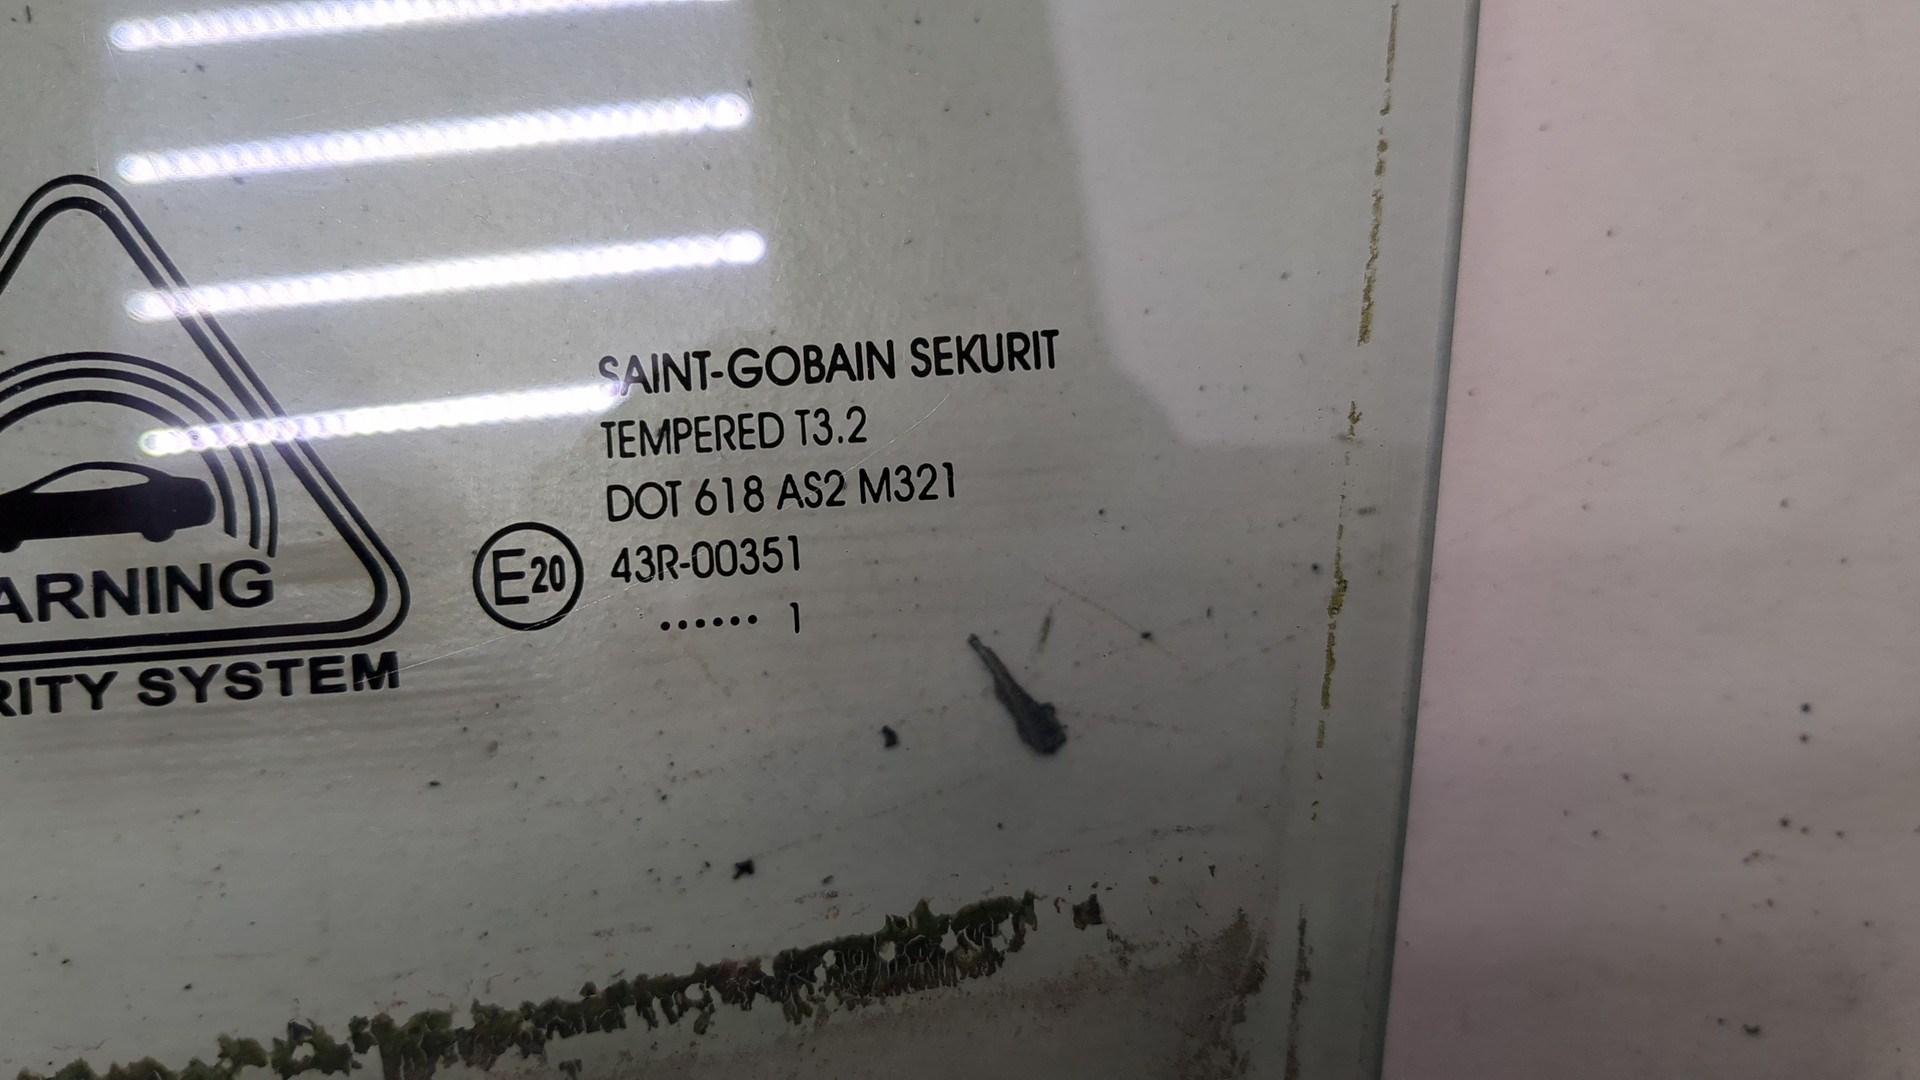 ARNING
RITY SYSTEM
SAINT-GOBAIN SEKURIT
TEMPERED T3.2
DOT 618 AS2 M321
E20 43R-00351
...... 1